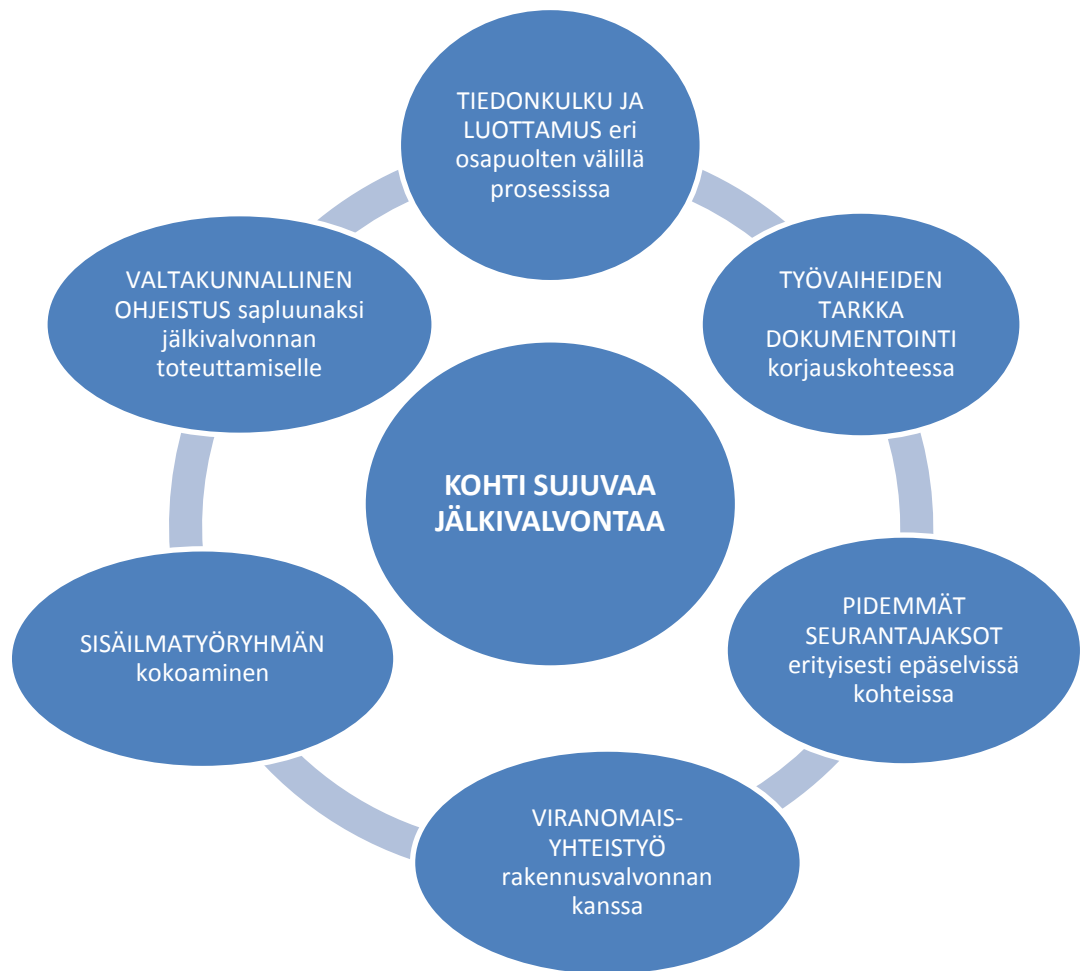 TIEDONKULKU JA
LUOTTAMUS eri
osapuolten välillä
prosessissa
TYÖVAIHEIDEN
TARKKA
DOKUMENTOINTI
korjauskohteessa
PIDEMMÄT
SEURANTAJAKSOT
erityisesti epäselvissä
kohteissa
VIRANOMAIS-
YHTEISTYÖ
rakennusvalvonnan
kanssa
SISÄILMATYÖRYHMÄN
kokoaminen
VALTAKUNNALLINEN
OHJEISTUS sapluunaksi
jälkivalvonnan
toteuttamiselle
KOHTI SUJUVAA
JÄLKIVALVONTAA